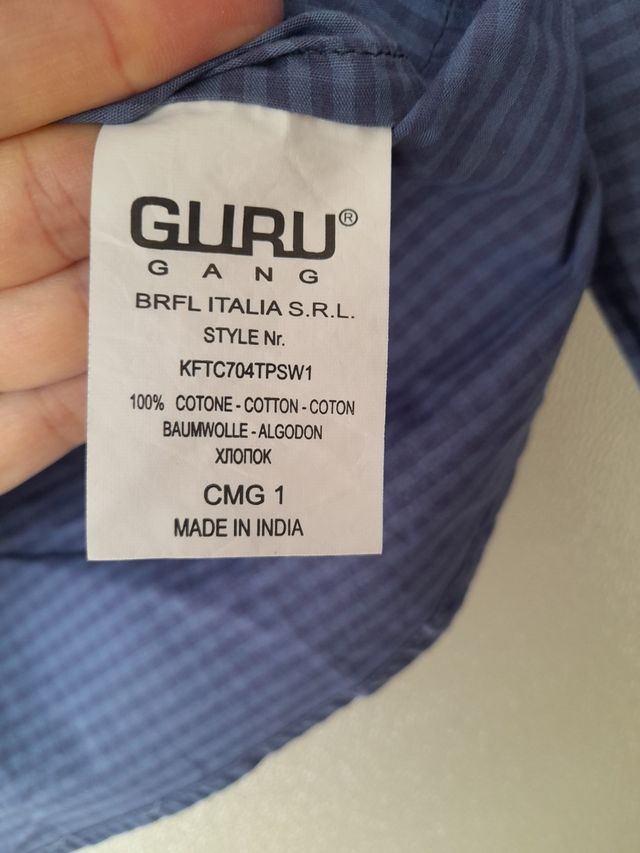 GURU®
GANG
BRFL ITALIA S.R.L.
STYLE Nr.
KFTC704TPSW1
100% COTONE - COTTON - COTON
BAUMWOLLE - ALGODON
ХЛОПОК
CMG 1
MADE IN INDIA